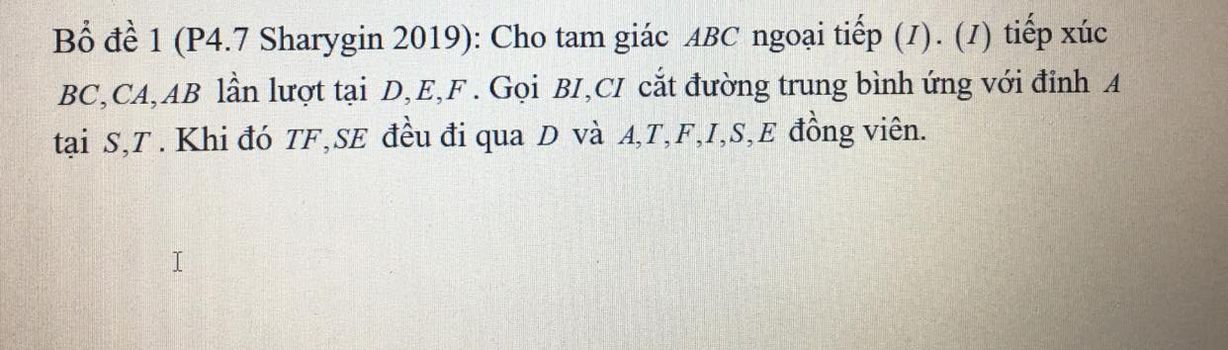 Bổ đề 1 (P4.7 Sharygin 2019): Cho tam giác ABC ngoại tiếp (I). (I) tiếp xúc
BC,CA,AB lần lượt tại D,E,F. Gọi BI,CI cắt đường trung bình ứng với đỉnh A
tại S,T. Khi đó TF,SE đều đi qua D và A,T,F,I,S,E đồng viên.